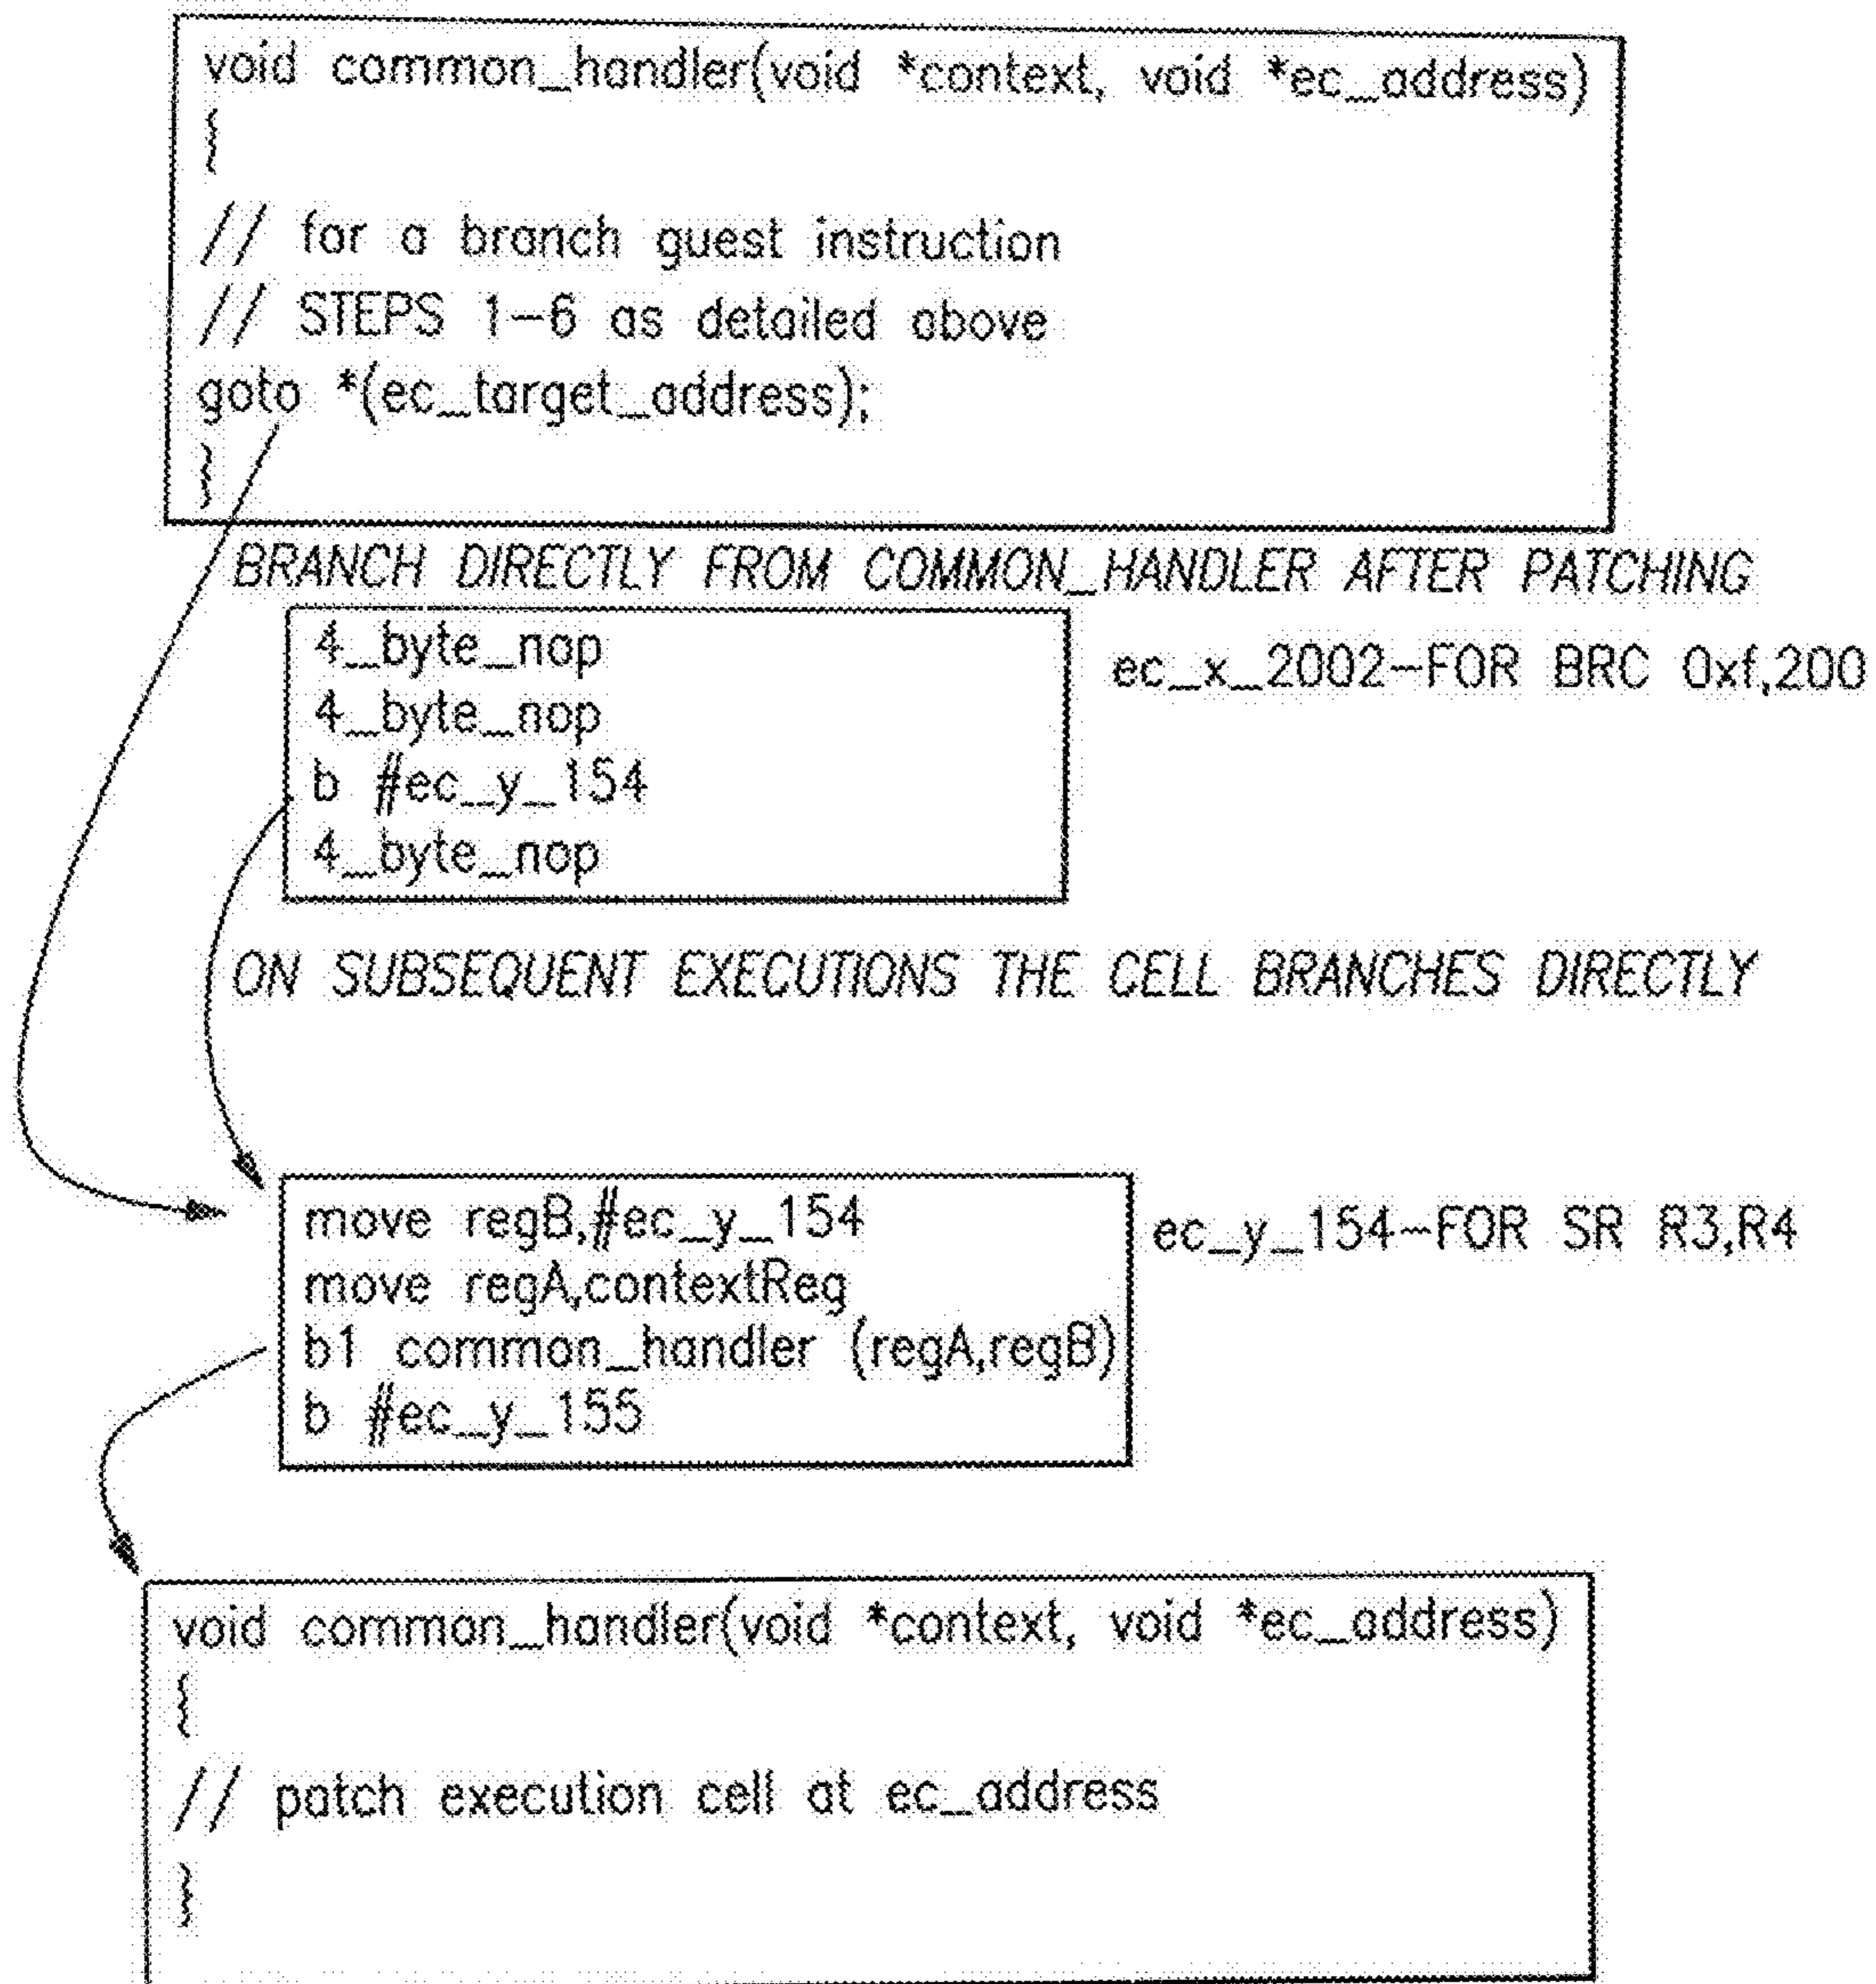 void common_handler(void *context, void *ec_address)
{
// for a branch guest instruction
// STEPS 1-6 as detailed above
goto *(ec_target_address);
}
BRANCH DIRECTLY FROM COMMON_HANDLER AFTER PATCHING
4_byte_nop
4_byte_nop
b #ec_y_154
4_byte_nop
ec_x_2002-FOR BRC 0xf,200
ON SUBSEQUENT EXECUTIONS THE CELL BRANCHES DIRECTLY
move regB,#ec_y_154
move regA,contextReg
b1 common_handler (regA,regB)
b #ec_y_155
ec_y_154-FOR SR R3,R4
void common_handler(void *context, void *ec_address)
{
// patch execution cell at ec_address
}